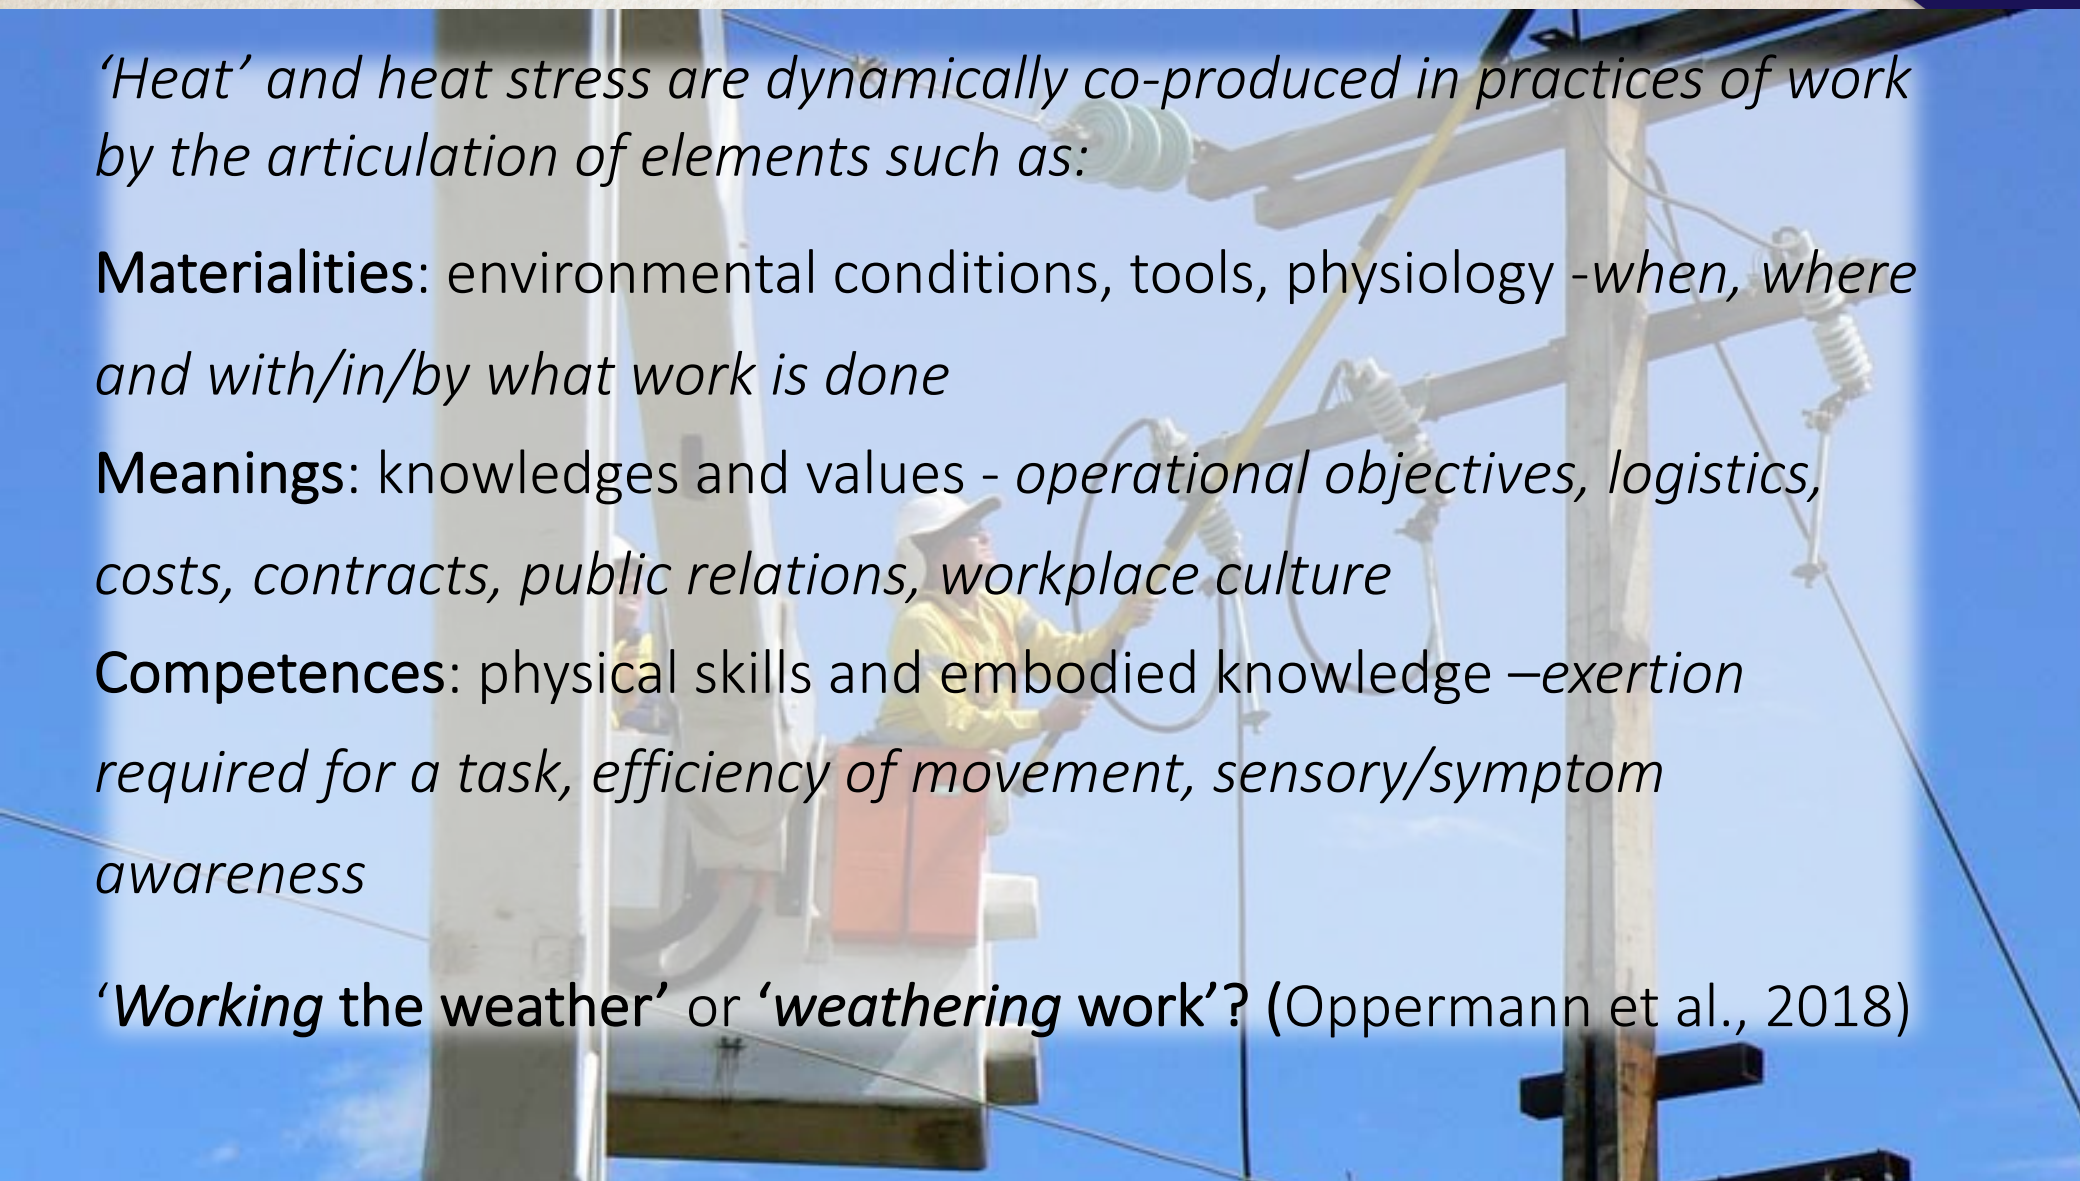 ‘Heat’ and heat stress are dynamically co-produced in practices of work
by the articulation of elements such as:
Materialities: environmental conditions, tools, physiology -when, where
and with/in/by what work is done
Meanings: knowledges and values - operational objectives, logistics,
costs, contracts, public relations, workplace culture
Competences: physical skills and embodied knowledge –exertion
required for a task, efficiency of movement, sensory/symptom
awareness
‘Working the weather’ or ‘weathering work’? (Oppermann et al., 2018)